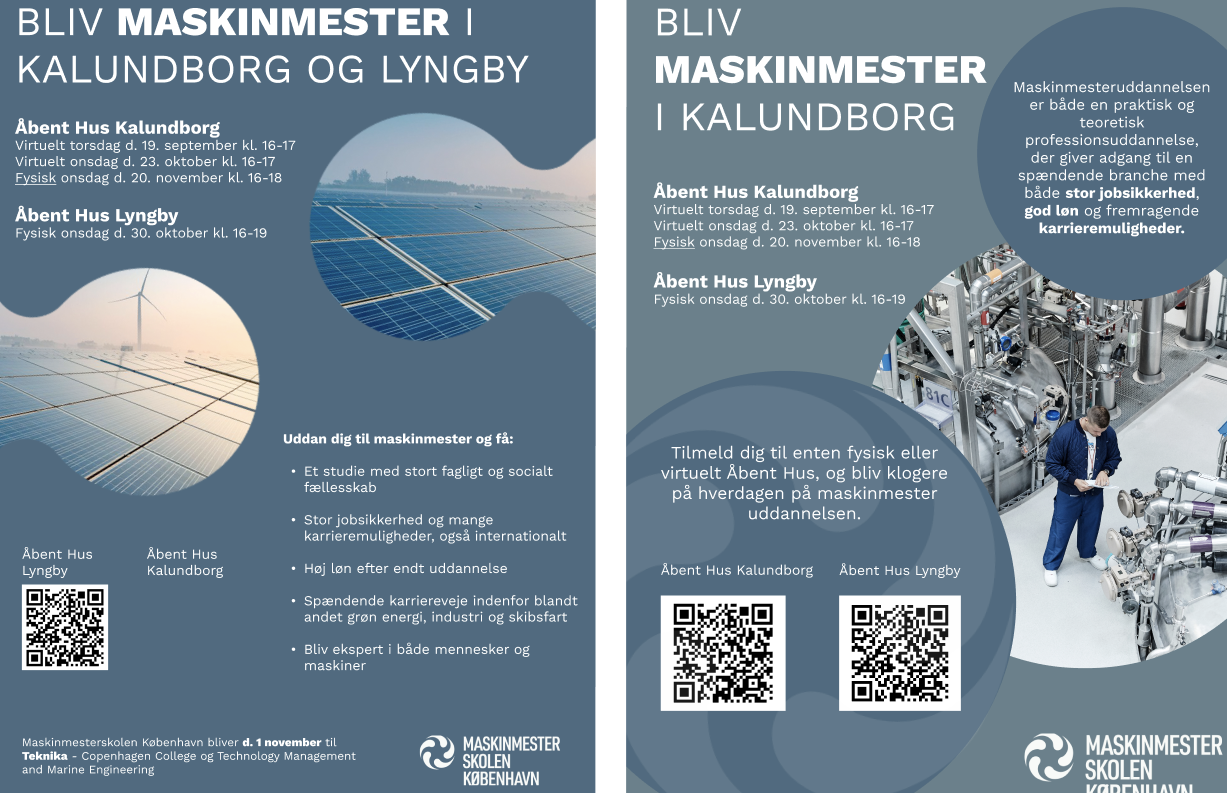 BLIV MASKINMESTER I
KALUNDBORG OG LYNGBY
Åbent Hus Kalundborg
Virtuelt torsdag d. 19. september kl. 16-17
Virtuelt onsdag d. 23. oktober kl. 16-17
Fysisk onsdag d. 20. november kl. 16-18
Åbent Hus Lyngby
Fysisk onsdag d. 30. oktober kl. 16-19
Uddan dig til maskinmester og få:
• Et studie med stort fagligt og socialt
fællesskab
• Stor jobsikkerhed og mange
karrieremuligheder, også internationalt
• Høj løn efter endt uddannelse
• Spændende karriereveje indenfor blandt
andet grøn energi, industri og skibsfart
• Bliv ekspert i både mennesker og
maskiner
Åbent Hus
Lyngby
Åbent Hus
Kalundborg
Maskinmesterskolen København bliver d. 1 november til
Teknika - Copenhagen College og Technology Management
and Marine Engineering
MASKINMESTER
SKOLEN
KØBENHAVN
BLIV
MASKINMESTER
I KALUNDBORG
Maskinmesteruddannelsen
er både en praktisk og
teoretisk
professionsuddannelse,
der giver adgang til en
spændende branche med
både stor jobsikkerhed,
god løn og fremragende
karrieremuligheder.
Åbent Hus Kalundborg
Virtuelt torsdag d. 19. september kl. 16-17
Virtuelt onsdag d. 23. oktober kl. 16-17
Fysisk onsdag d. 20. november kl. 16-18
Åbent Hus Lyngby
Fysisk onsdag d. 30. oktober kl. 16-19
81C
Tilmeld dig til enten fysisk eller
virtuelt Åbent Hus, og bliv klogere
på hverdagen på maskinmester
uddannelsen.
Åbent Hus Kalundborg
Åbent Hus Lyngby
MASKINMESTER
SKOLEN
KØBENHAVN